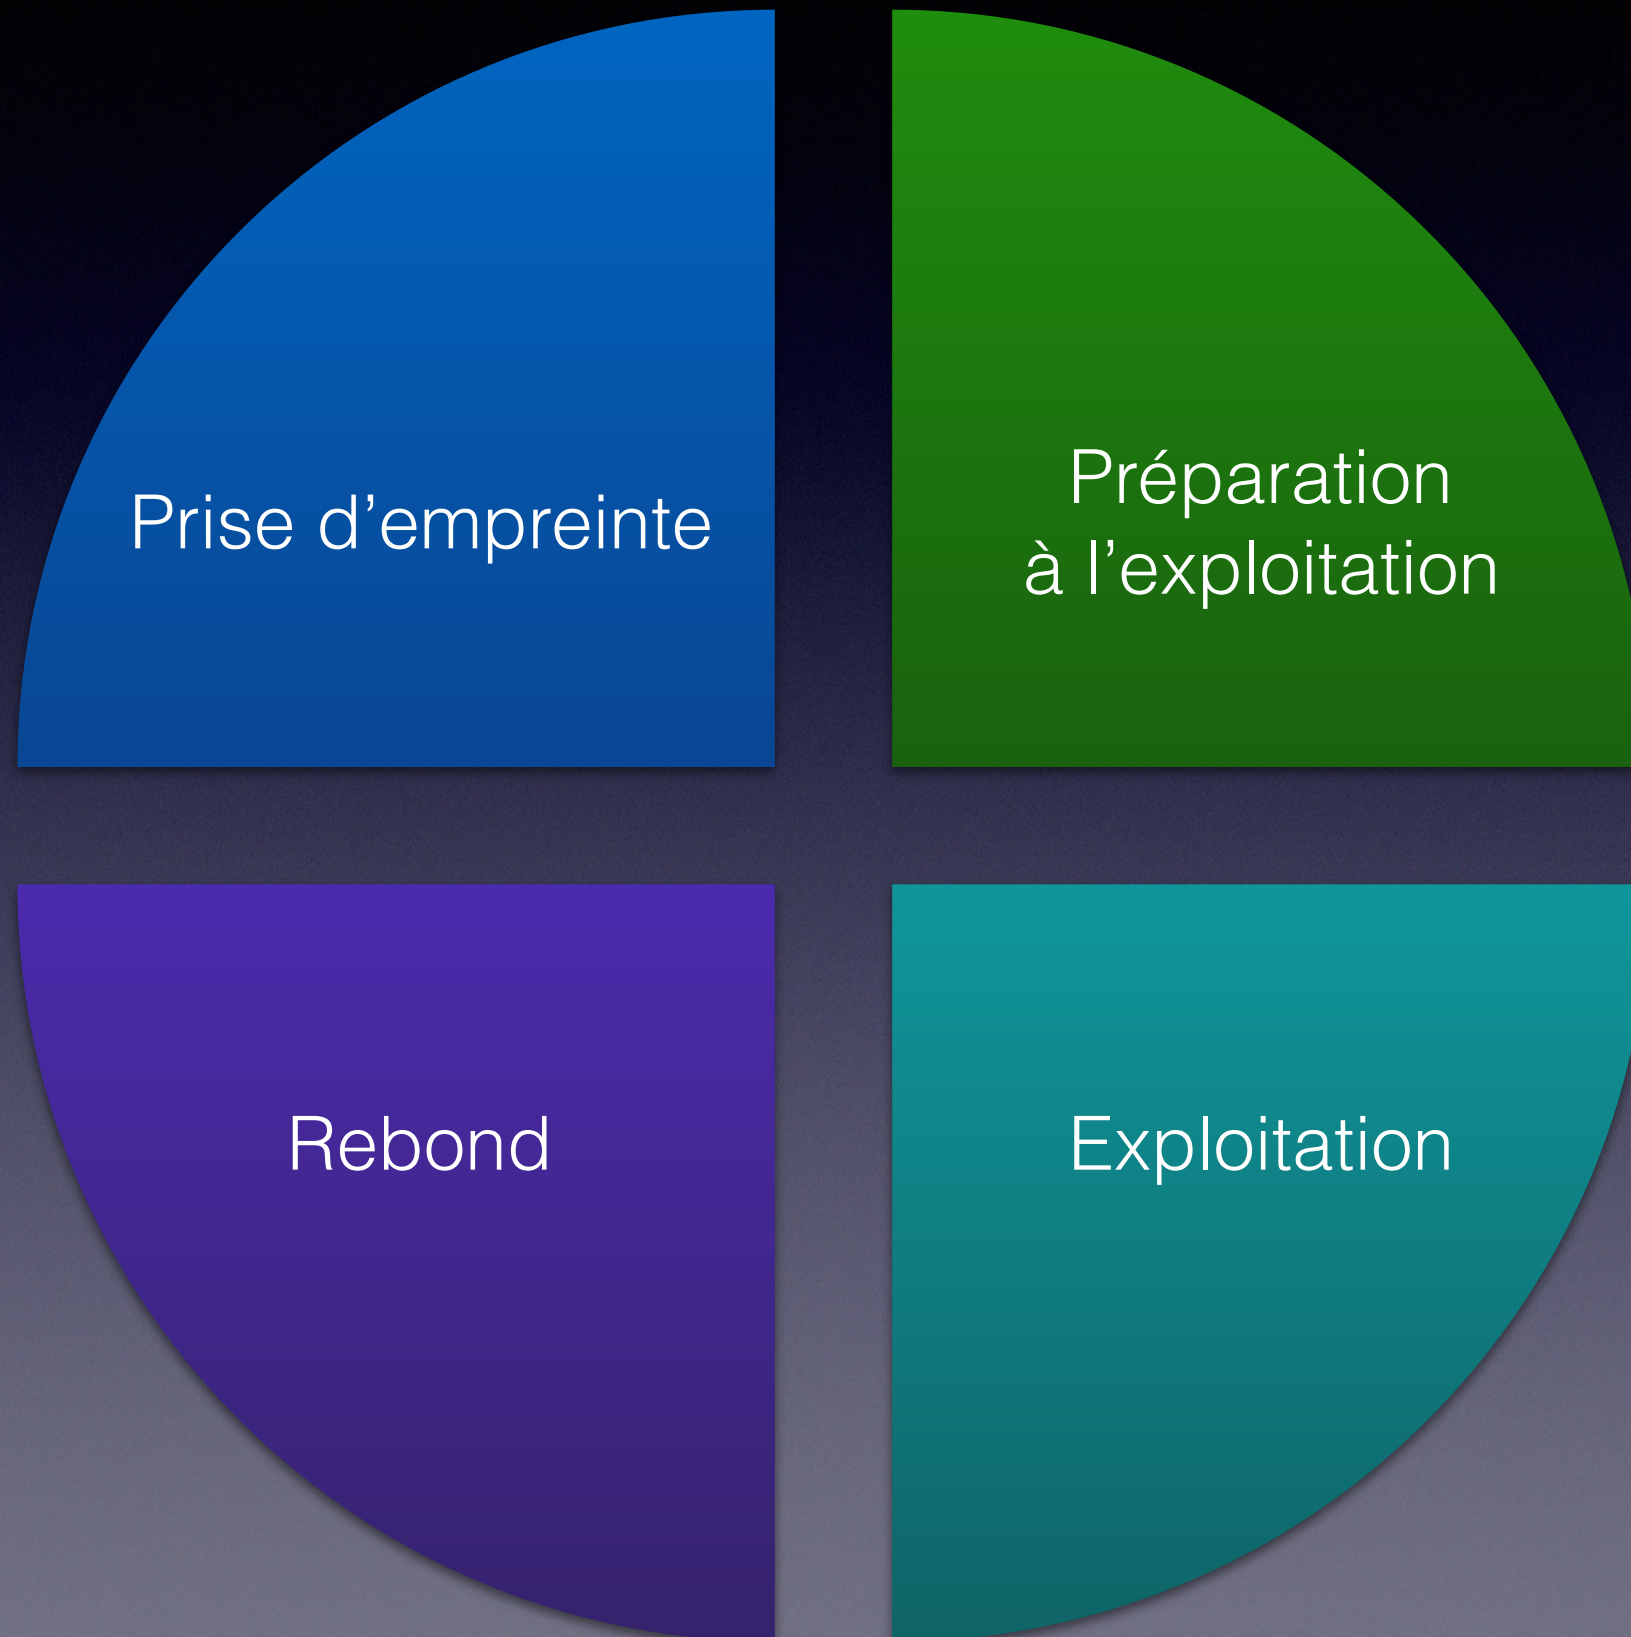 Prise d’empreinte
Préparation
à l’exploitation
Rebond
Exploitation